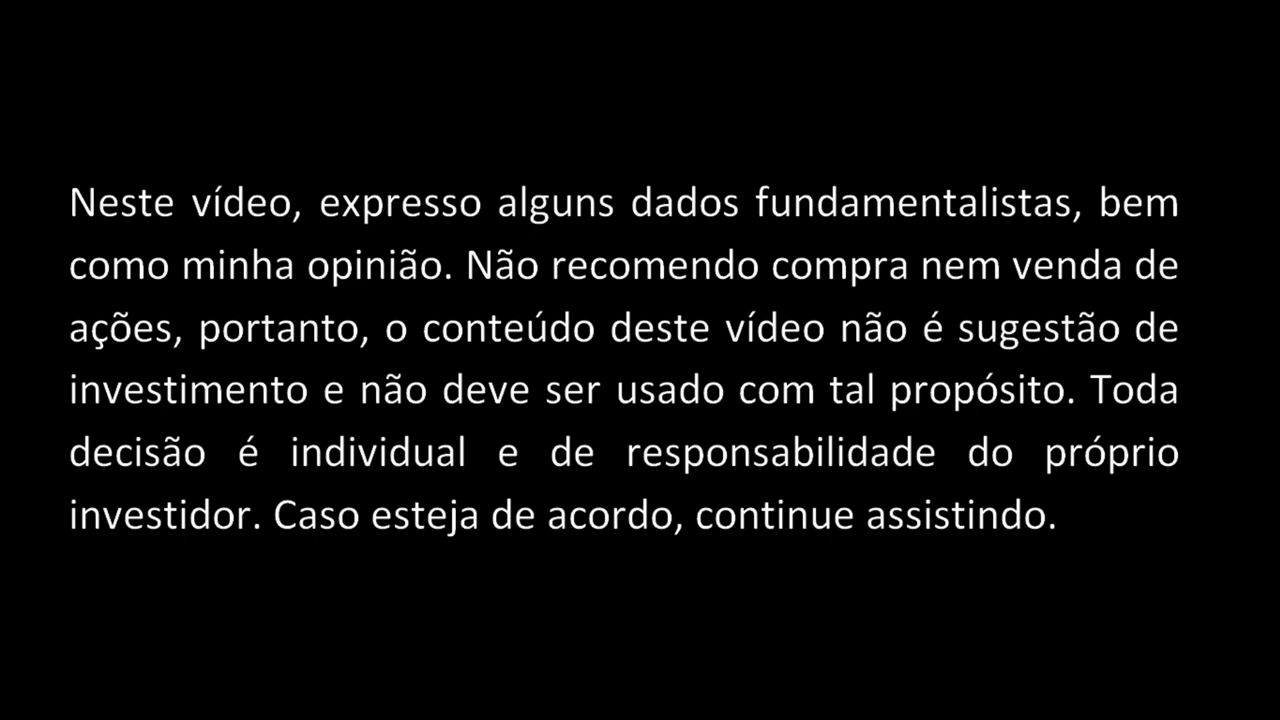 Neste vídeo, expresso alguns dados fundamentalistas, bem
como minha opinião. Não recomendo compra nem venda de
ações, portanto, o conteúdo deste vídeo não é sugestão de
investimento e não deve ser usado com tal propósito. Toda
decisão é individual e de responsabilidade do próprio
investidor. Caso esteja de acordo, continue assistindo.